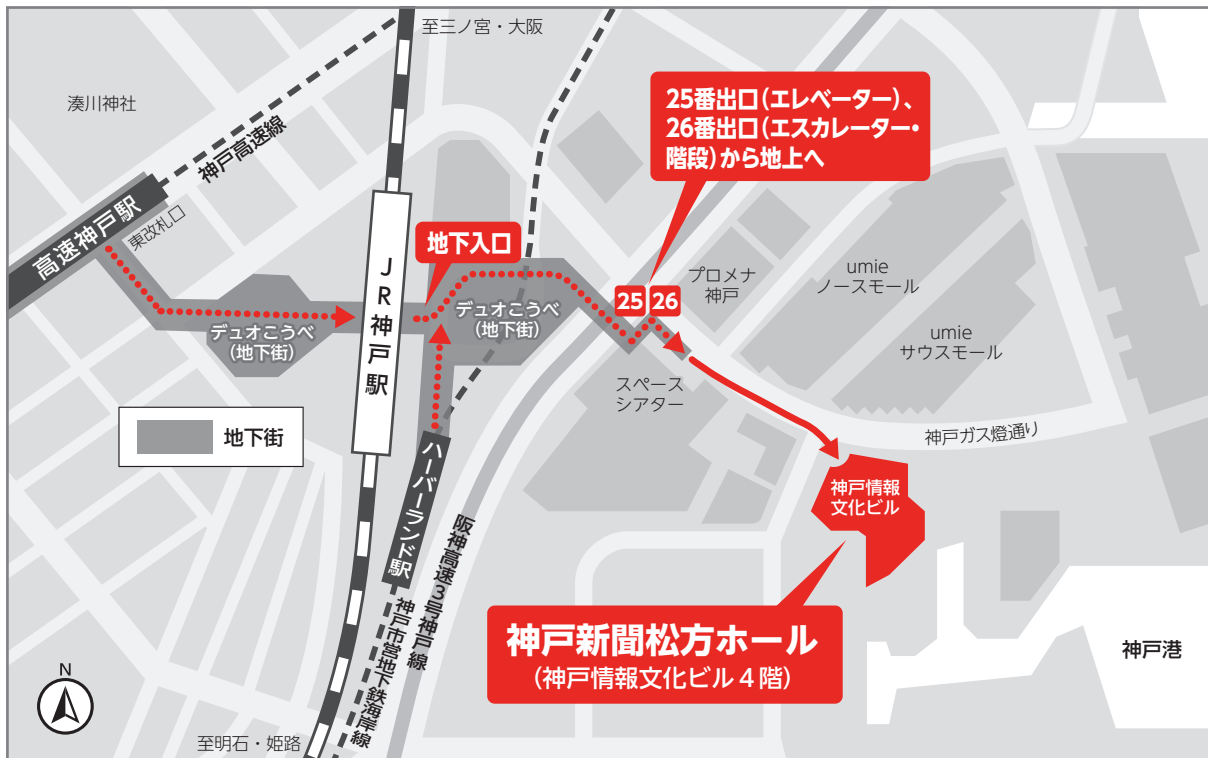 至三ノ宮・大阪
湊川神社
神戸高速線
25番出口(エレベーター)、
26番出口(エスカレーター・
階段)から地上へ
高速神戸駅
東改札口
地下入口
JR神戸駅
デュオこうべ
(地下街)
デュオこうべ
(地下街)
25
26
プロメナ
神戸
umie
ノースモール
umie
サウスモール
スペース
シアター
地下街
神戸ガス燈通り
ハーバーランド駅
阪神高速3号神戸線
神戸市営地下鉄海岸線
神戸情報
文化ビル
神戸新聞松方ホール
(神戸情報文化ビル4階)
神戸港
N
至明石・姫路